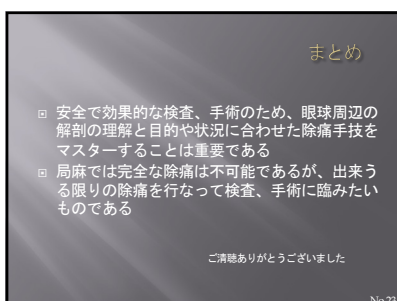 まとめ
安全で効果的な検査、手術のため、眼球周辺の
解剖の理解と目的や状況に合わせた除痛手技を
マスターすることは重要である
局麻では完全な除痛は不可能であるが、出来う
る限りの除痛を行なって検査、手術に臨みたい
ものである
ご清聴ありがとうございました
No.23